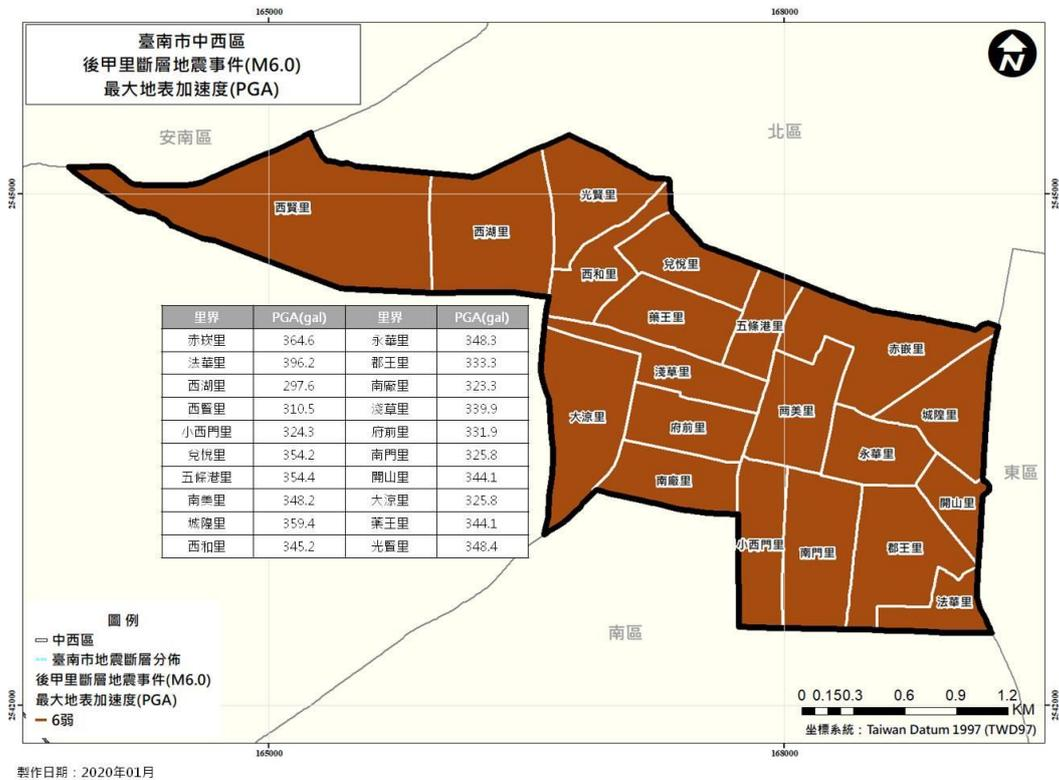 臺南市中西區
後甲里斷層地震事件(M6.0)
最大地表加速度(PGA)
165000
168000
N
安南區
北區
2545000
2545000
光賢里
西賢里
西湖里
兌悅里
西和里
藥王里
五條港里
赤嵌里
淺草里
兩美里
城隍里
大涼里
府前里
永華里
東區
南廠里
開山里
小西門里
南門里
郡王里
法華里
南區
里界 PGA(gal) 里界 PGA(gal)
赤崁里 364.6 永華里 348.3
法華里 396.2 郡王里 333.3
西湖里 297.6 南廠里 323.3
西賢里 310.5 淺草里 339.9
小西門里 324.3 府前里 331.9
兌悅里 354.2 南門里 325.8
五條港里 354.4 開山里 344.1
南美里 348.2 大涼里 325.8
城隍里 359.4 藥王里 344.1
西和里 345.2 光賢里 348.4
圖例
中西區
臺南市地震斷層分佈
後甲里斷層地震事件(M6.0)
最大地表加速度(PGA)
6弱
0 0.15 0.3 0.6 0.9 1.2
KM
坐標系統：Taiwan Datum 1997 (TWD97)
2542000
2542000
165000
168000
製作日期：2020年01月